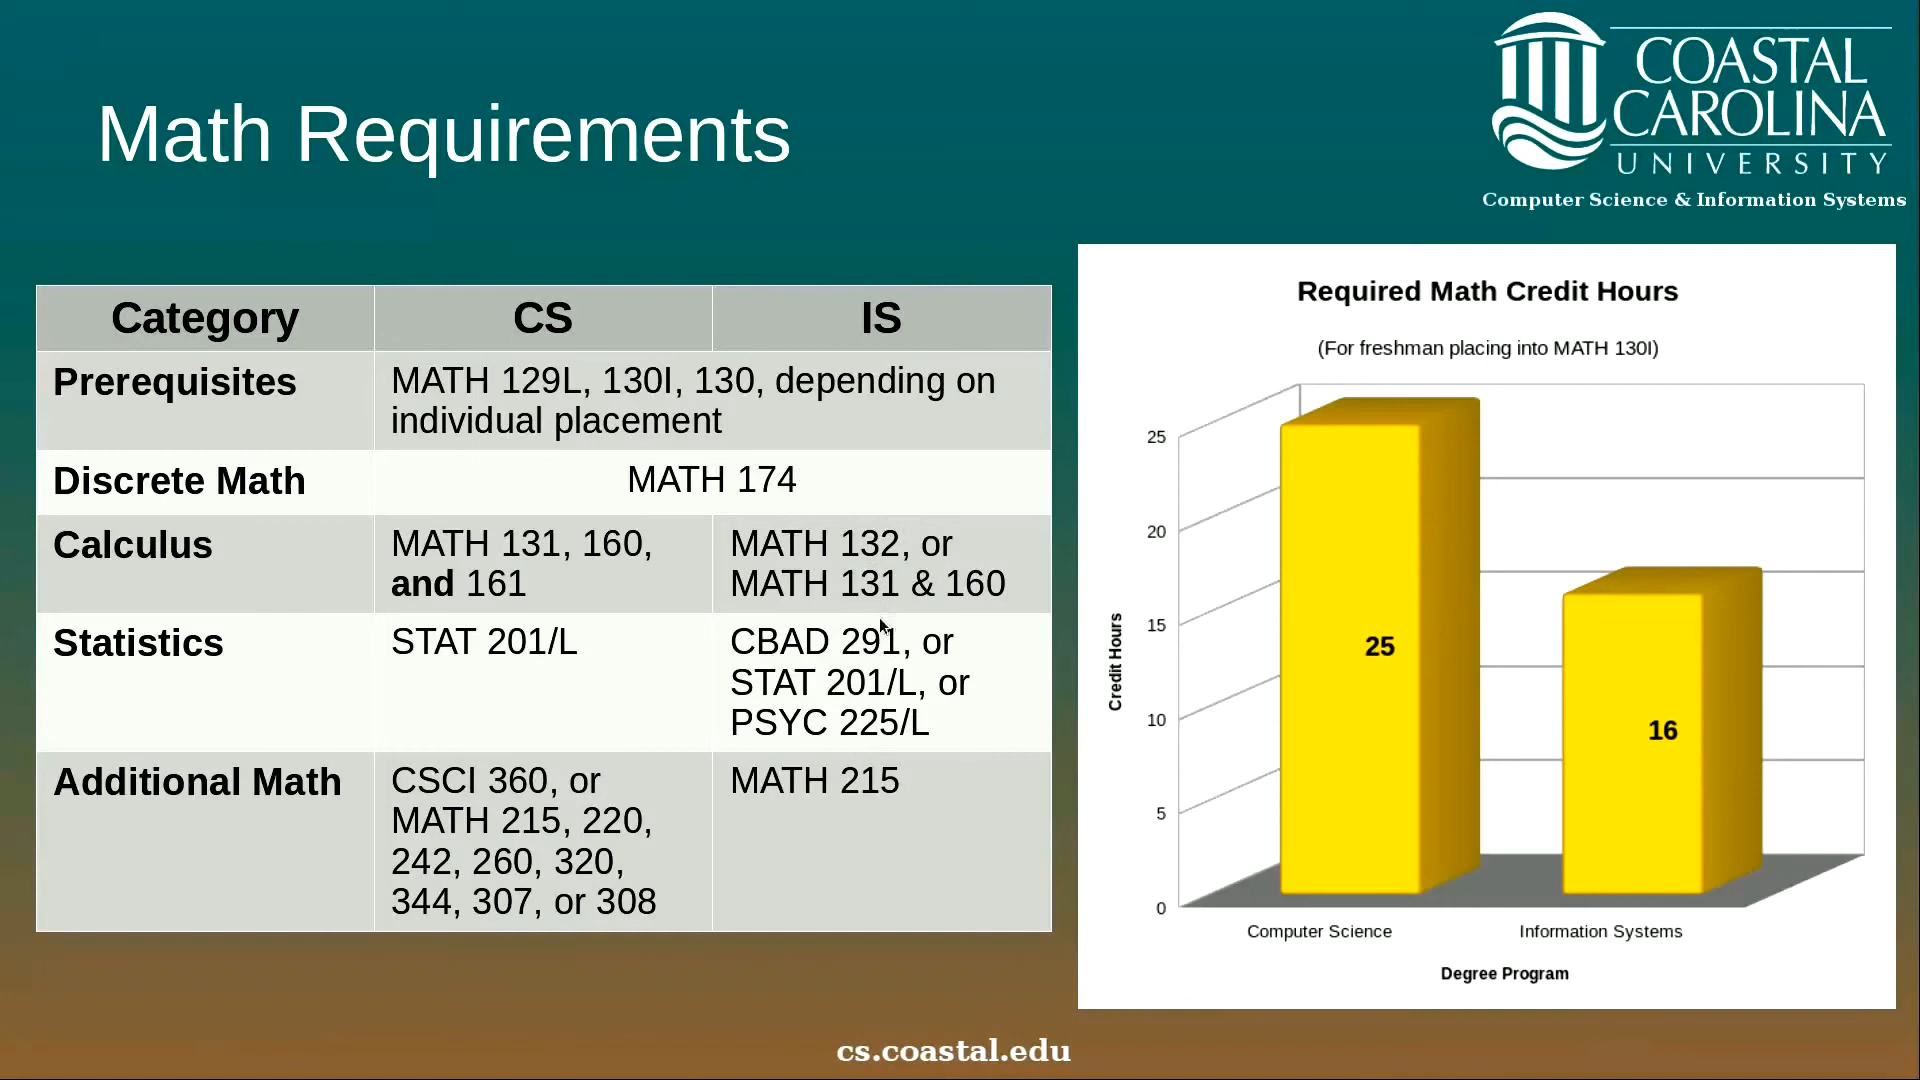 Math Requirements
COASTAL
CAROLINA
UNIVERSITY
Computer Science & Information Systems
Category CS IS
Prerequisites MATH 129L, 130I, 130, depending on
individual placement
Discrete Math MATH 174
Calculus MATH 131, 160, MATH 132, or
and 161 MATH 131 & 160
Statistics STAT 201/L CBAD 291, or
STAT 201/L, or
PSYC 225/L
Additional Math CSCI 360, or MATH 215
MATH 215, 220,
242, 260, 320,
344, 307, or 308
Required Math Credit Hours
(For freshman placing into MATH 130I)
Credit Hours
25
20
15
10
5
0
25
16
Computer Science Information Systems
Degree Program
cs.coastal.edu